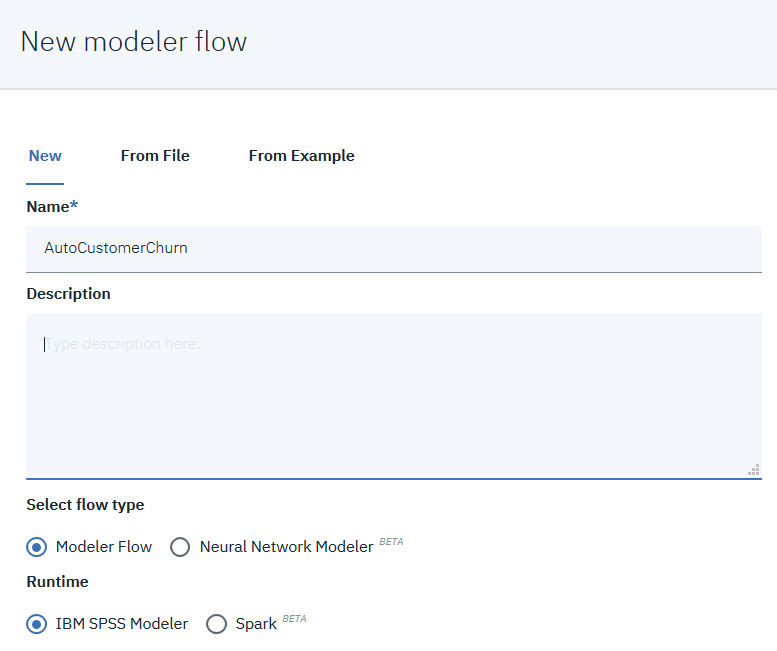 New modeler flow
New From File From Example
Name*
AutoCustomerChurn
Description
Type description here.
Select flow type
Modeler Flow Neural Network Modeler BETA
Runtime
IBM SPSS Modeler Spark BETA